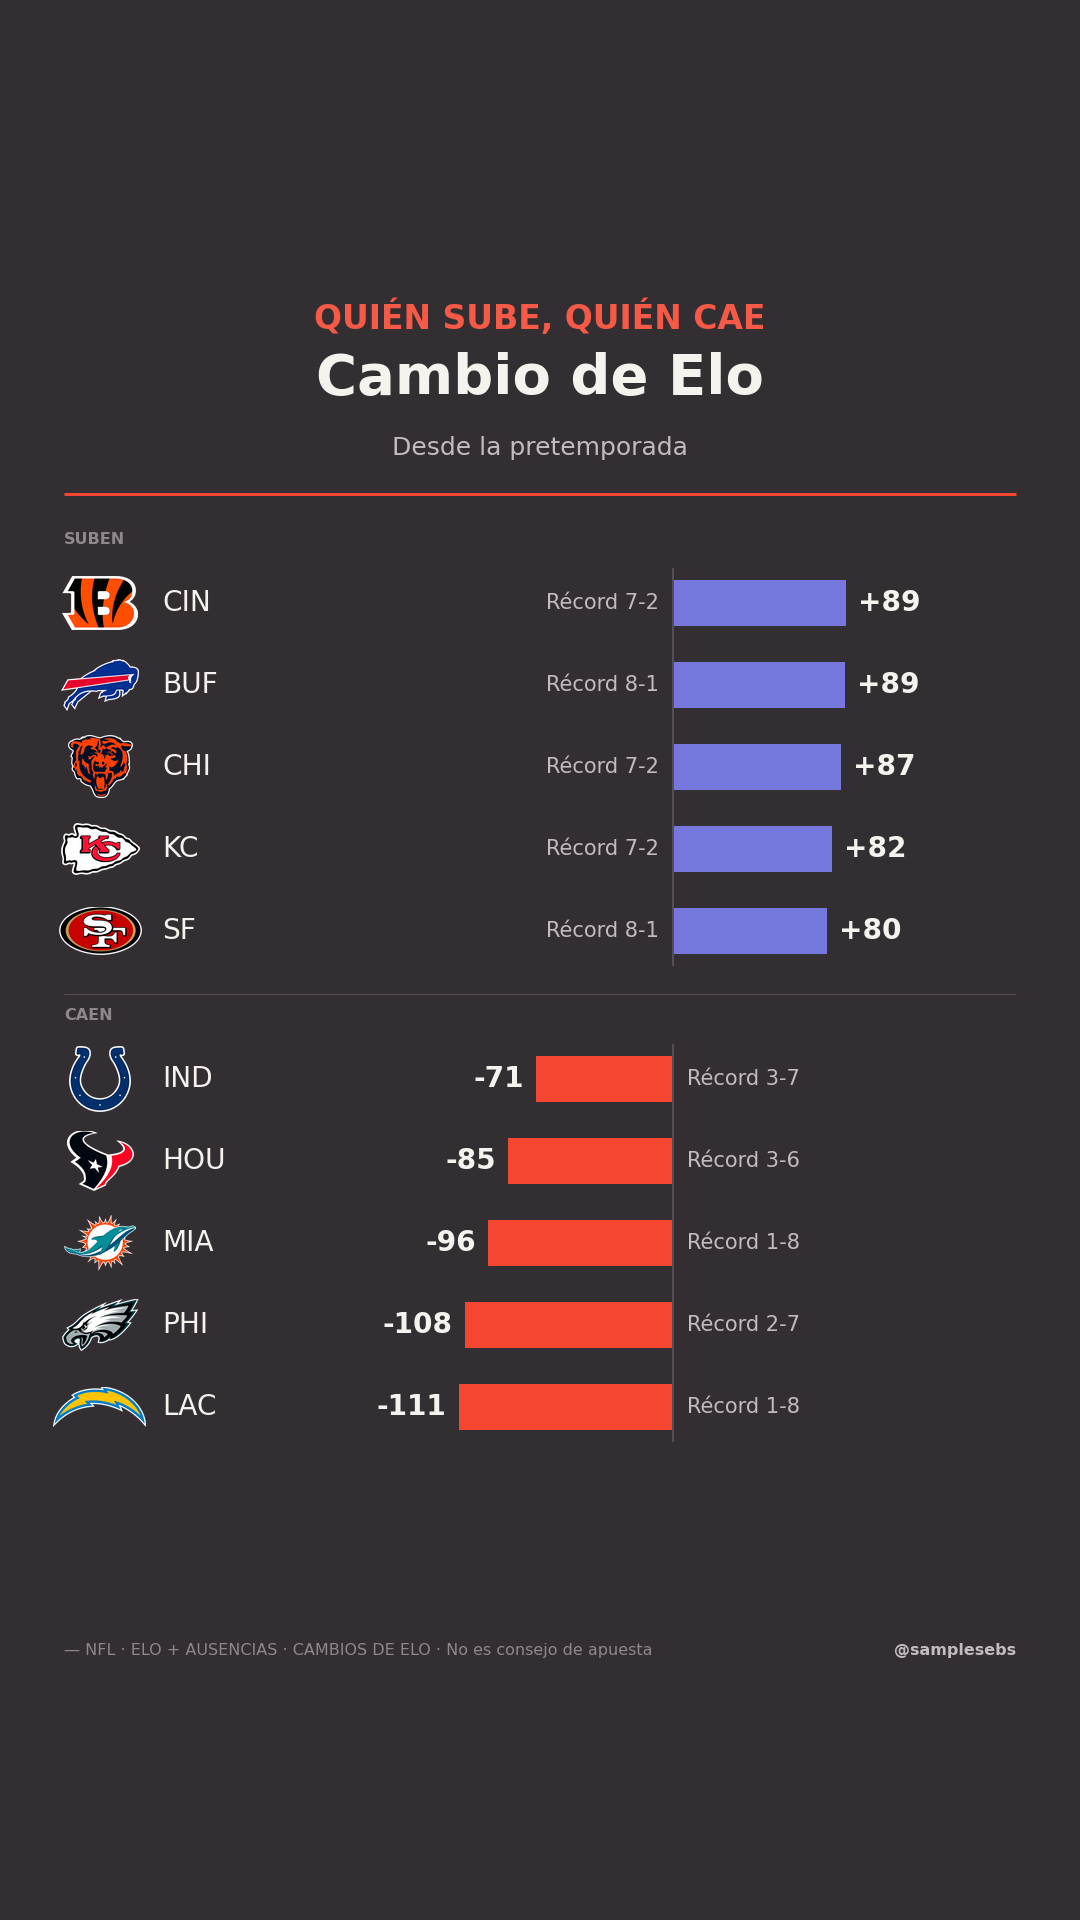 QUIÉN SUBE, QUIÉN CAE
Cambio de Elo
Desde la pretemporada
SUBEN
CIN Récord 7-2 +89
BUF Récord 8-1 +89
CHI Récord 7-2 +87
KC Récord 7-2 +82
SF Récord 8-1 +80
CAEN
IND -71 Récord 3-7
HOU -85 Récord 3-6
MIA -96 Récord 1-8
PHI -108 Récord 2-7
LAC -111 Récord 1-8
— NFL · ELO + AUSENCIAS · CAMBIOS DE ELO · No es consejo de apuesta @samplesebs